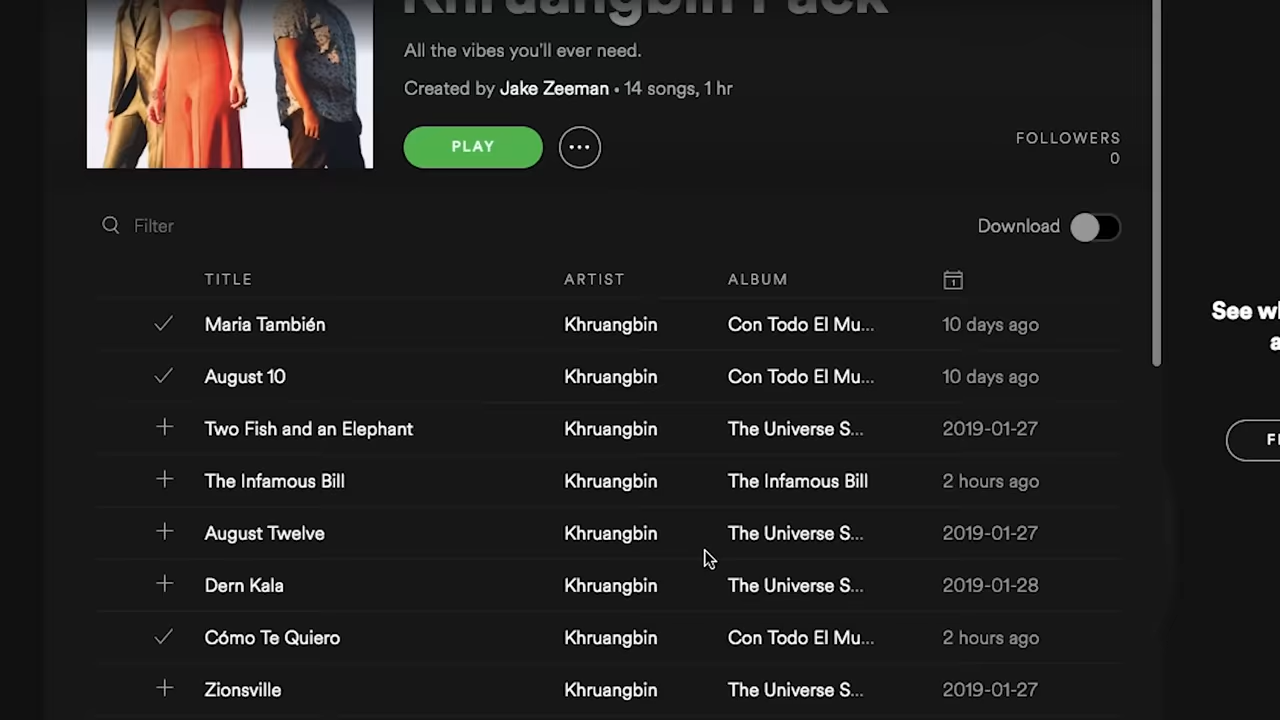 Khruangbin Pack
All the vibes you'll ever need.
Created by Jake Zeeman • 14 songs, 1 hr
PLAY
FOLLOWERS
0
Filter
Download
TITLE ARTIST ALBUM
Maria También Khruangbin Con Todo El Mu... 10 days ago
August 10 Khruangbin Con Todo El Mu... 10 days ago
Two Fish and an Elephant Khruangbin The Universe S... 2019-01-27
The Infamous Bill Khruangbin The Infamous Bill 2 hours ago
August Twelve Khruangbin The Universe S... 2019-01-27
Dern Kala Khruangbin The Universe S... 2019-01-28
Cómo Te Quiero Khruangbin Con Todo El Mu... 2 hours ago
Zionsville Khruangbin The Universe S... 2019-01-27
See